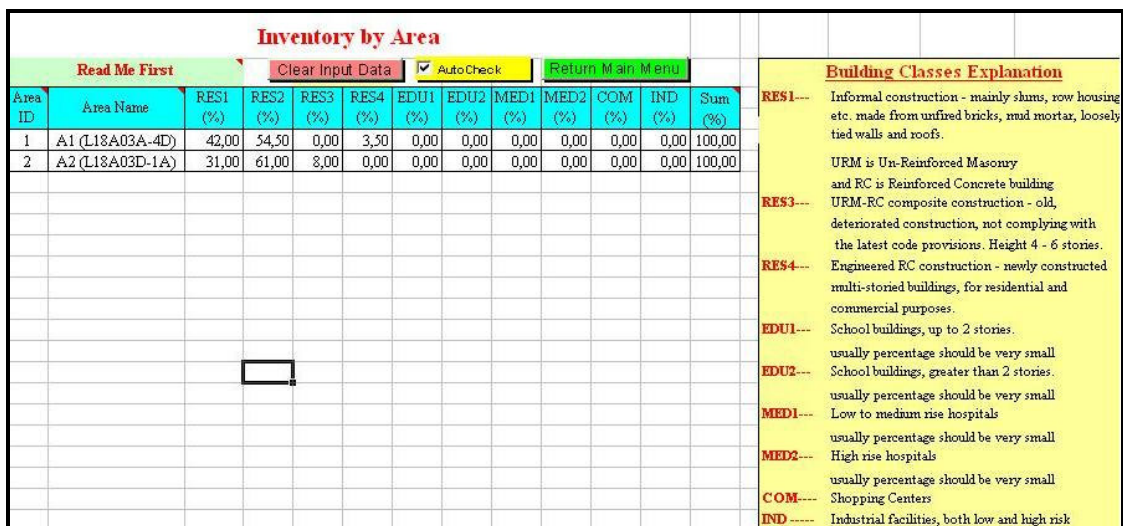 Inventory by Area
Read Me First
Clear Input Data
AutoCheck
Return Main Menu
Area ID Area Name RES1 (%) RES2 (%) RES3 (%) RES4 (%) EDU1 (%) EDU2 (%) MED1 (%) MED2 (%) COM (%) IND (%) Sum (%)
1 A1 (L18A03A-4D) 42,00 54,50 0,00 3,50 0,00 0,00 0,00 0,00 0,00 0,00 100,00
2 A2 (L18A03D-1A) 31,00 61,00 8,00 0,00 0,00 0,00 0,00 0,00 0,00 0,00 100,00
Building Classes Explanation
RES1--- Informal construction - mainly slums, row housing
etc. made from unfired bricks, mud mortar, loosely
tied walls and roofs.
URM is Un-Reinforced Masonry
and RC is Reinforced Concrete building
RES3--- URM-RC composite construction - old,
deteriorated construction, not complying with
the latest code provisions. Height 4 - 6 stories.
RES4--- Engineered RC construction - newly constructed
multi-storied buildings, for residential and
commercial purposes.
EDU1--- School buildings, up to 2 stories.
usually percentage should be very small
EDU2--- School buildings, greater than 2 stories.
usually percentage should be very small
MED1--- Low to medium rise hospitals
usually percentage should be very small
MED2--- High rise hospitals
usually percentage should be very small
COM---- Shopping Centers
IND ----- Industrial facilities, both low and high risk